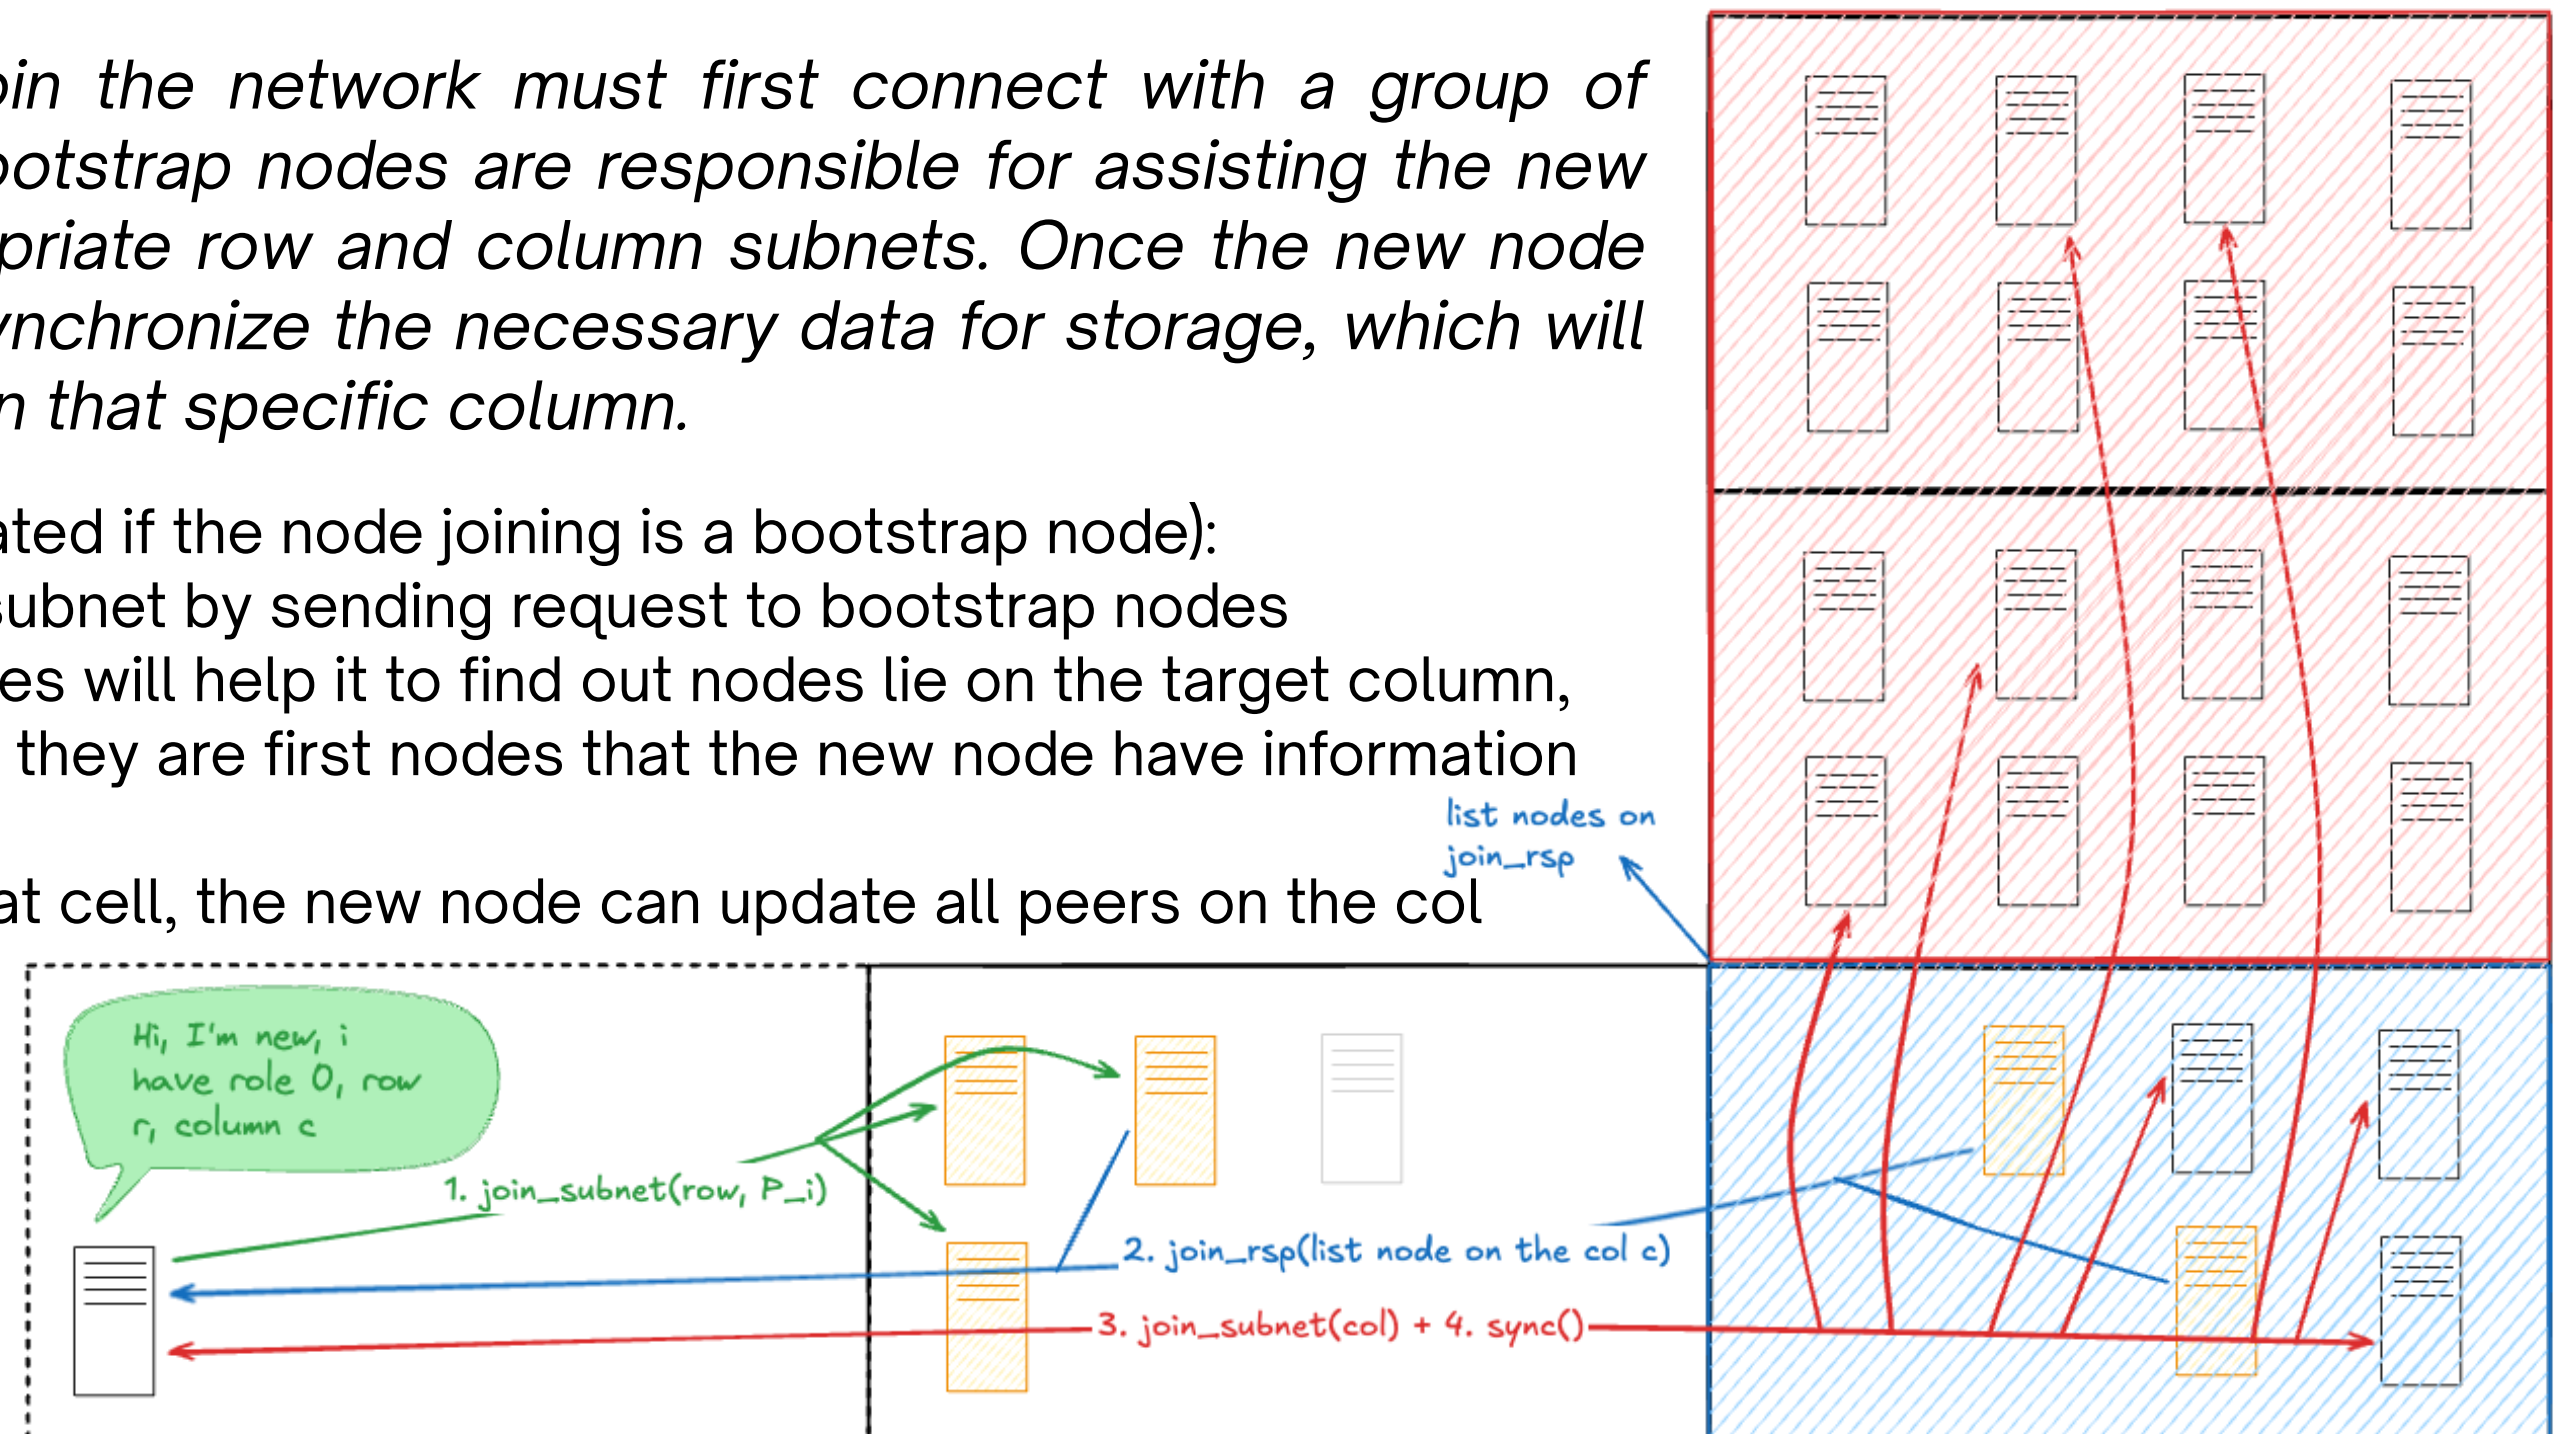 oin the network must first connect with a group of
ootstrap nodes are responsible for assisting the new
priate row and column subnets. Once the new node
ynchronize the necessary data for storage, which will
n that specific column.
ated if the node joining is a bootstrap node):
subnet by sending request to bootstrap nodes
es will help it to find out nodes lie on the target column,
they are first nodes that the new node have information
at cell, the new node can update all peers on the col
list nodes on
join_rsp
Hi, I'm new, i
have role 0, row
r, column c
1. join_subnet(row, P_i)
2. join_rsp(list node on the col c)
3. join_subnet(col) + 4. sync()